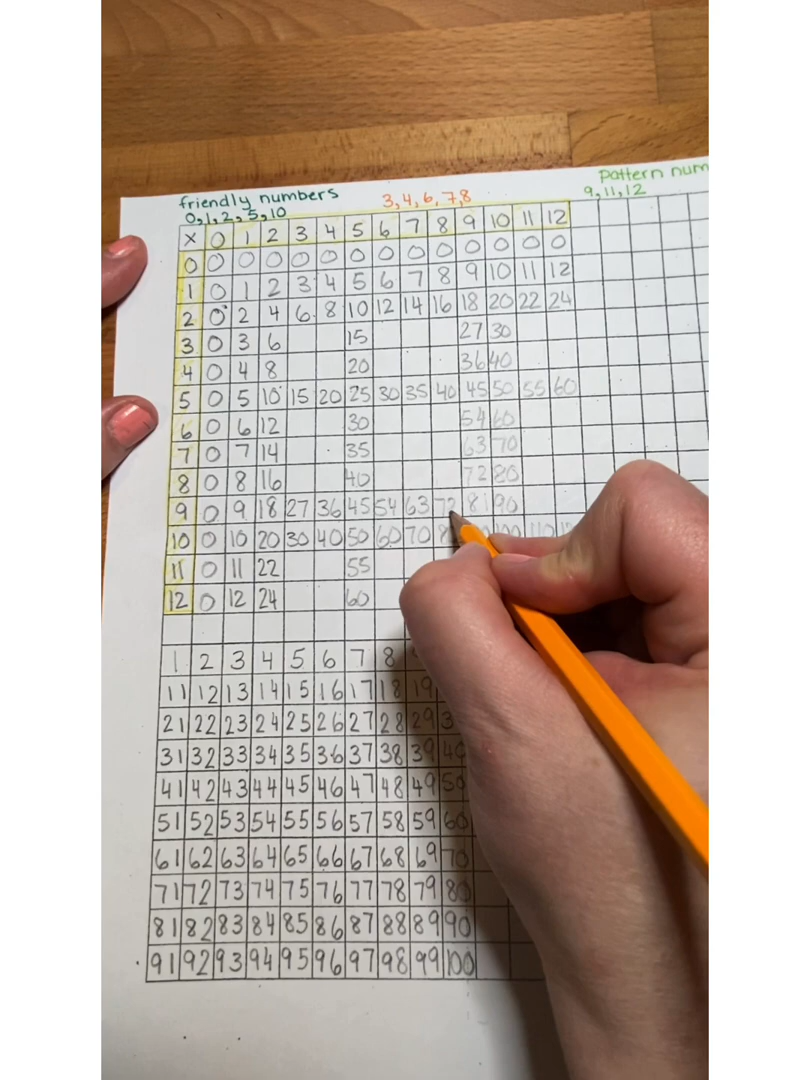 friendly numbers
0, 1, 2, 5, 10
3, 4, 6, 7, 8
pattern num
9, 11, 12
X 0 1 2 3 4 5 6 7 8 9 10 11 12
0 0 0 0 0 0 0 0 0 0 0 0 0 0
1 0 1 2 3 4 5 6 7 8 9 10 11 12
2 0 2 4 6 8 10 12 14 16 18 20 22 24
3 0 3 6 15 27 30
4 0 4 8 20 36 40
5 0 5 10 15 20 25 30 35 40 45 50 55 60
6 0 6 12 30 54 60
7 0 7 14 35 63 70
8 0 8 16 40 72 80
9 0 9 18 27 36 45 54 63 72 81 90
10 0 10 20 30 40 50 60 70 100 110
11 0 11 22 55
12 0 12 24 60
1 2 3 4 5 6 7 8
11 12 13 14 15 16 17 18 19
21 22 23 24 25 26 27 28 29 3
31 32 33 34 35 36 37 38 39 40
41 42 43 44 45 46 47 48 49 50
51 52 53 54 55 56 57 58 59 60
61 62 63 64 65 66 67 68 69 70
71 72 73 74 75 76 77 78 79 80
81 82 83 84 85 86 87 88 89 90
91 92 93 94 95 96 97 98 99 100